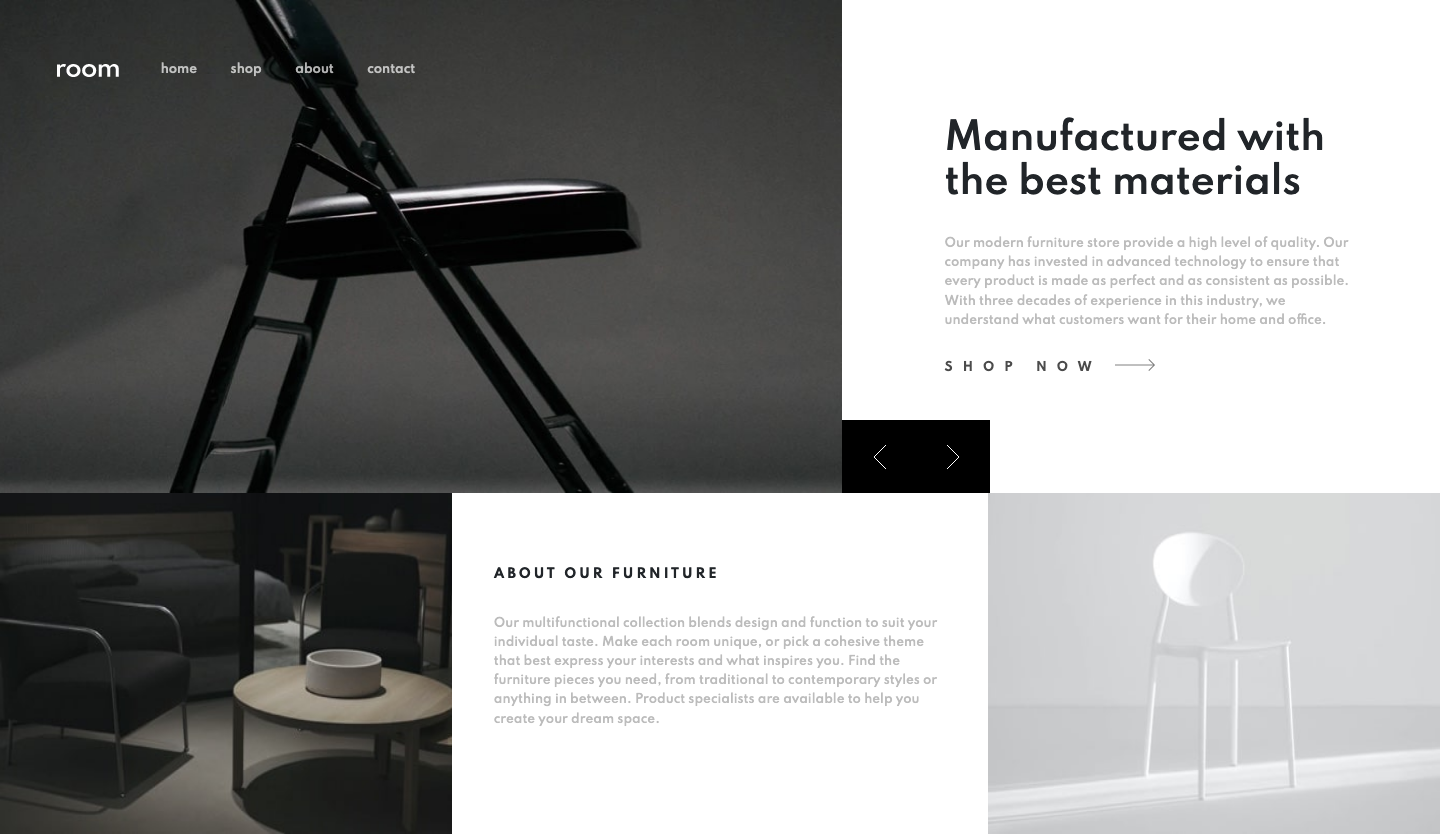 room
home
shop
about
contact
Manufactured with
the best materials
Our modern furniture store provide a high level of quality. Our
company has invested in advanced technology to ensure that
every product is made as perfect and as consistent as possible.
With three decades of experience in this industry, we
understand what customers want for their home and office.
SHOP NOW
ABOUT OUR FURNITURE
Our multifunctional collection blends design and function to suit your
individual taste. Make each room unique, or pick a cohesive theme
that best express your interests and what inspires you. Find the
furniture pieces you need, from traditional to contemporary styles or
anything in between. Product specialists are available to help you
create your dream space.